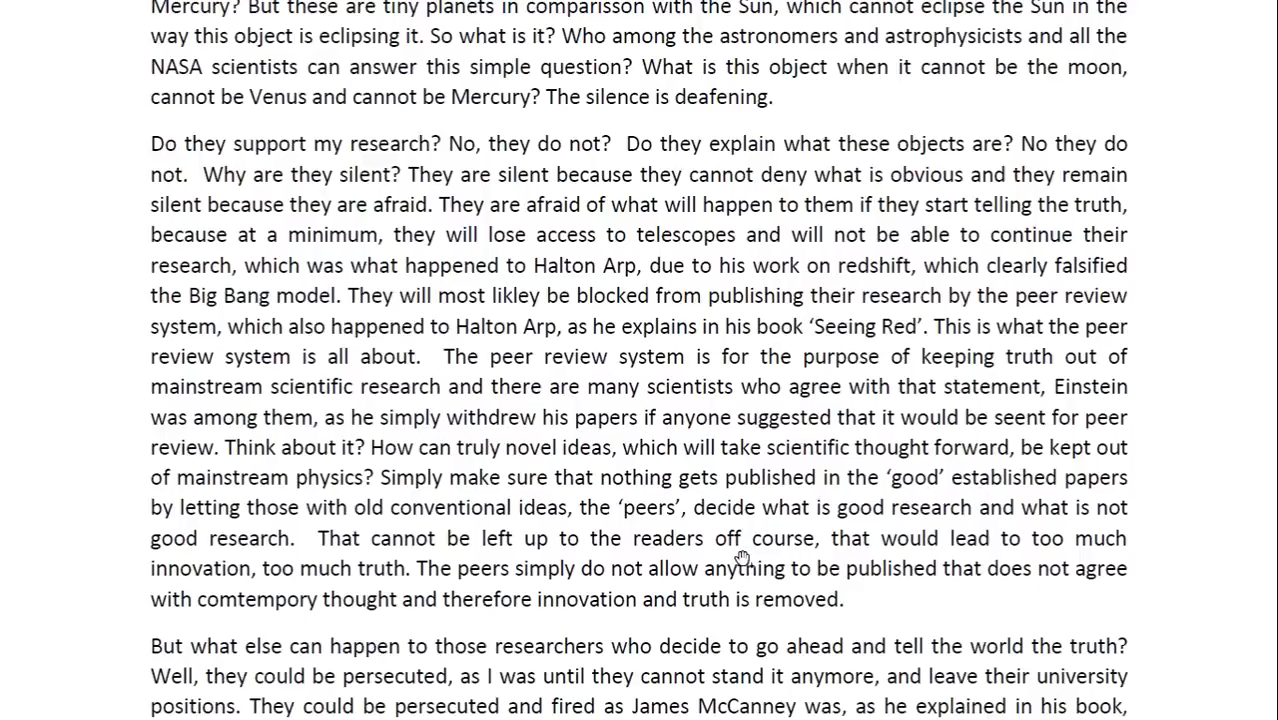 Mercury? But these are tiny planets in comparisson with the Sun, which cannot eclipse the Sun in the
way this object is eclipsing it. So what is it? Who among the astronomers and astrophysicists and all the
NASA scientists can answer this simple question? What is this object when it cannot be the moon,
cannot be Venus and cannot be Mercury? The silence is deafening.
Do they support my research? No, they do not?  Do they explain what these objects are? No they do
not.  Why are they silent? They are silent because they cannot deny what is obvious and they remain
silent because they are afraid. They are afraid of what will happen to them if they start telling the truth,
because at a minimum, they will lose access to telescopes and will not be able to continue their
research, which was what happened to Halton Arp, due to his work on redshift, which clearly falsified
the Big Bang model. They will most likley be blocked from publishing their research by the peer review
system, which also happened to Halton Arp, as he explains in his book ‘Seeing Red’. This is what the peer
review system is all about.  The peer review system is for the purpose of keeping truth out of
mainstream scientific research and there are many scientists who agree with that statement, Einstein
was among them, as he simply withdrew his papers if anyone suggested that it would be seent for peer
review. Think about it? How can truly novel ideas, which will take scientific thought forward, be kept out
of mainstream physics? Simply make sure that nothing gets published in the ‘good’ established papers
by letting those with old conventional ideas, the ‘peers’, decide what is good research and what is not
good research.  That cannot be left up to the readers off course, that would lead to too much
innovation, too much truth. The peers simply do not allow anything to be published that does not agree
with comtempory thought and therefore innovation and truth is removed.
But what else can happen to those researchers who decide to go ahead and tell the world the truth?
Well, they could be persecuted, as I was until they cannot stand it anymore, and leave their university
positions. They could be persecuted and fired as James McCanney was, as he explained in his book,